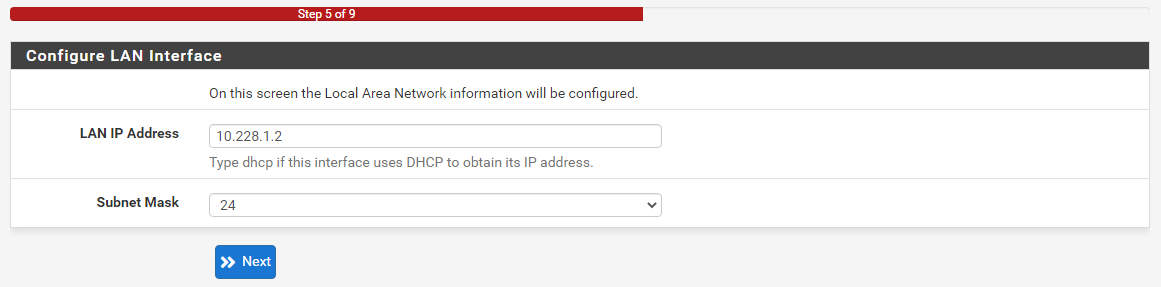 Step 5 of 9
Configure LAN Interface
On this screen the Local Area Network information will be configured.
LAN IP Address
10.228.1.2
Type dhcp if this interface uses DHCP to obtain its IP address.
Subnet Mask
24
Next